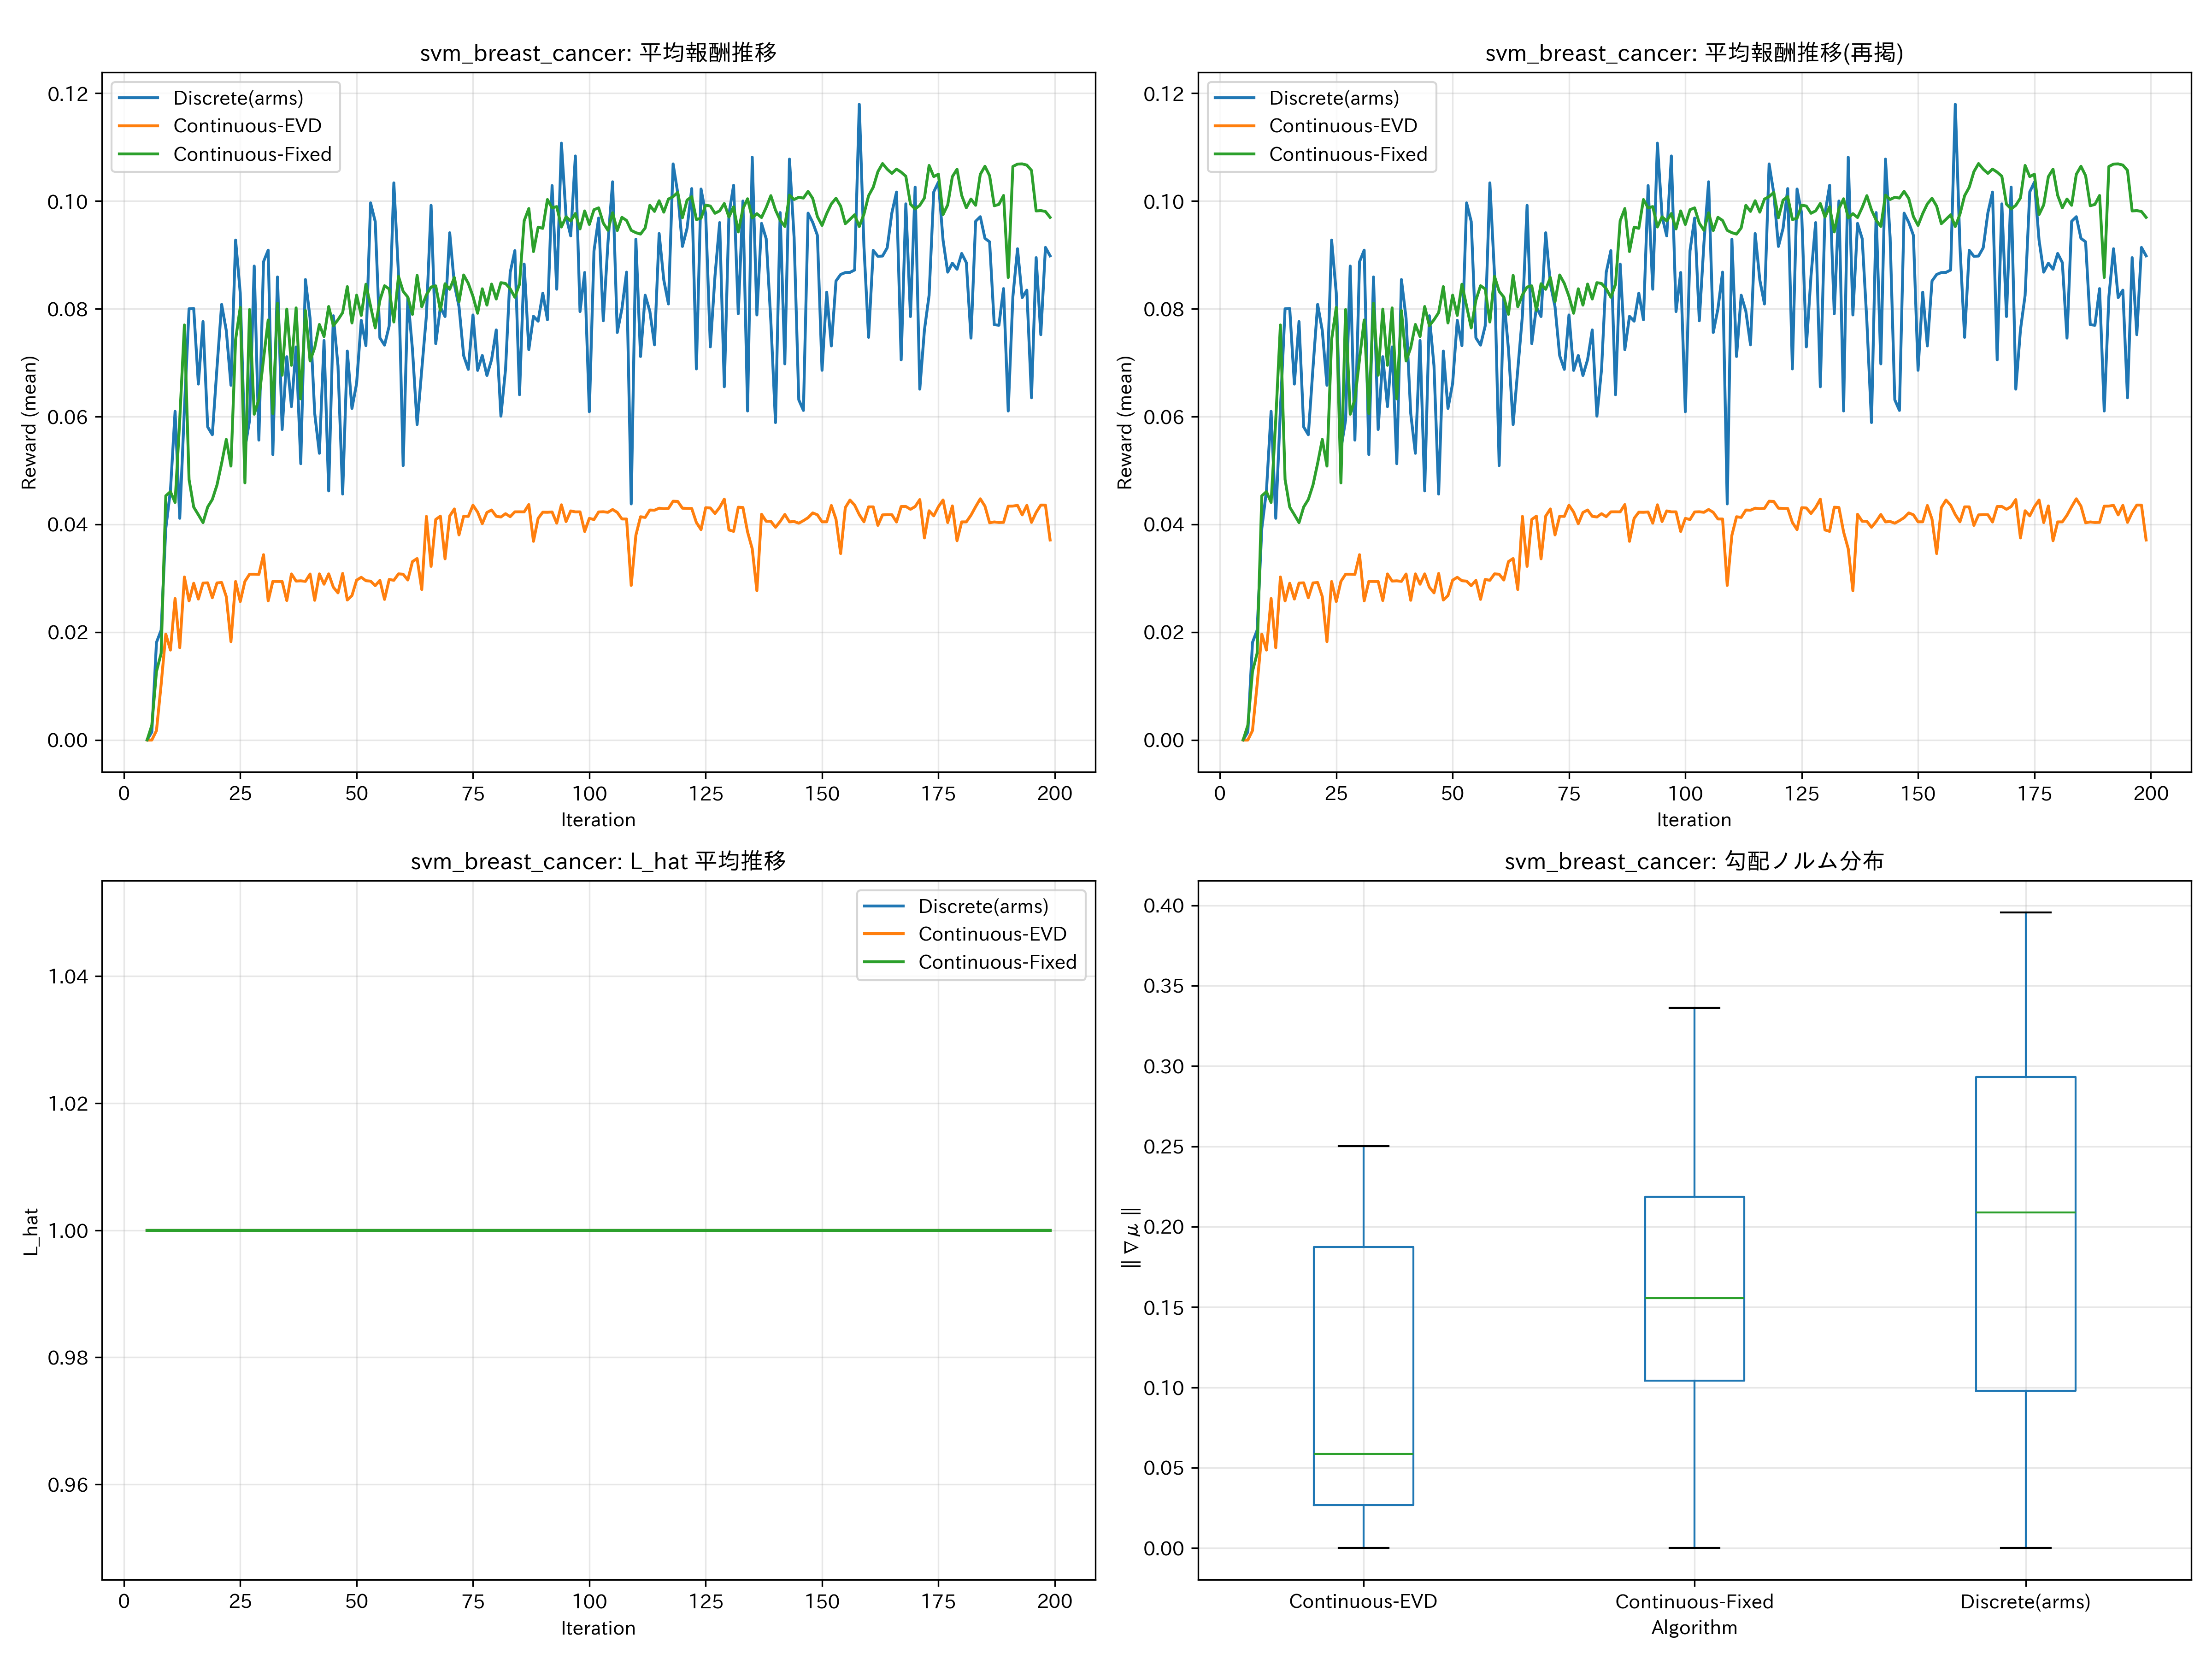 svm_breast_cancer: 平均報酬推移
Discrete(arms)
Continuous-EVD
Continuous-Fixed
Reward (mean)
0.12
0.10
0.08
0.06
0.04
0.02
0.00
0 25 50 75 100 125 150 175 200
Iteration
svm_breast_cancer: 平均報酬推移(再掲)
Discrete(arms)
Continuous-EVD
Continuous-Fixed
Reward (mean)
0.12
0.10
0.08
0.06
0.04
0.02
0.00
0 25 50 75 100 125 150 175 200
Iteration
svm_breast_cancer: L_hat 平均推移
Discrete(arms)
Continuous-EVD
Continuous-Fixed
L_hat
1.04
1.02
1.00
0.98
0.96
0 25 50 75 100 125 150 175 200
Iteration
svm_breast_cancer: 勾配ノルム分布
0.40
0.35
0.30
0.25
0.20
0.15
0.10
0.05
0.00
Continuous-EVD Continuous-Fixed Discrete(arms)
Algorithm